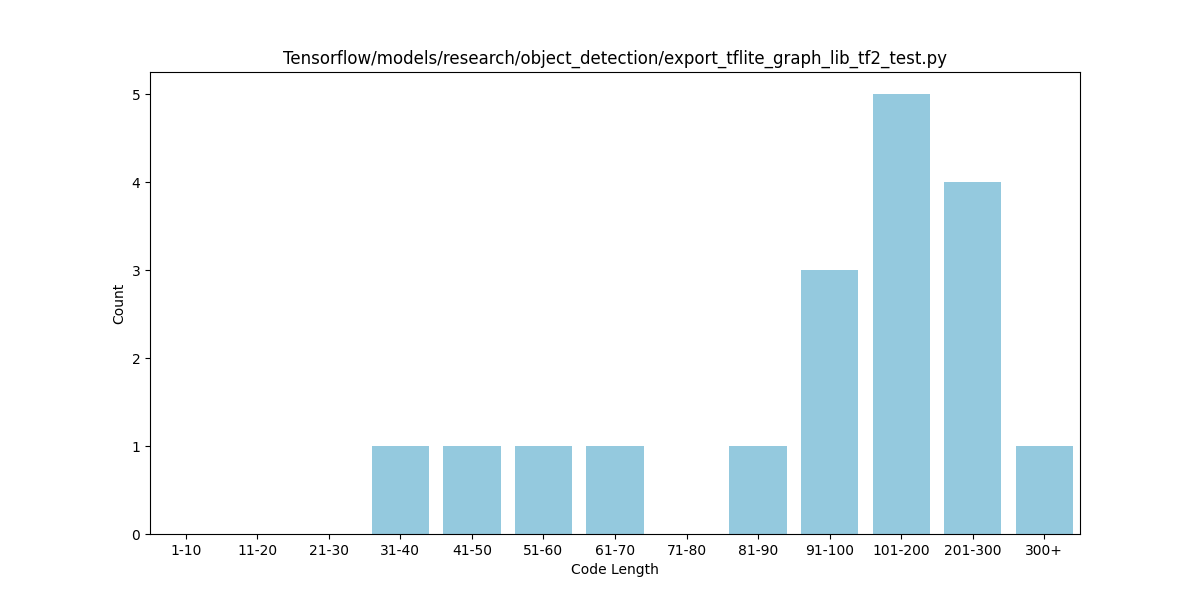 Tensorflow/models/research/object_detection/export_tflite_graph_lib_tf2_test.py
5
4
3
2
1
0
Count
1-10 11-20 21-30 31-40 41-50 51-60 61-70 71-80 81-90 91-100 101-200 201-300 300+
Code Length